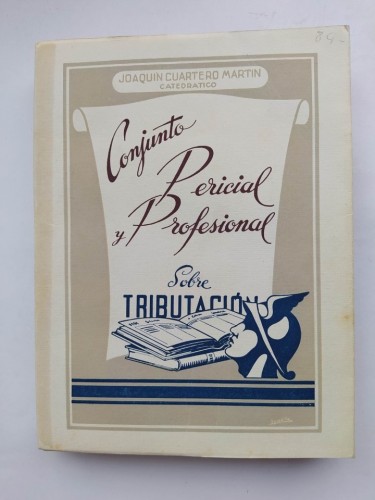 JOAQUIN CUARTERO MARTIN
CATEDRATICO
Conjunto
Pericial
y Profesional
Sobre
TRIBUTACIÓN